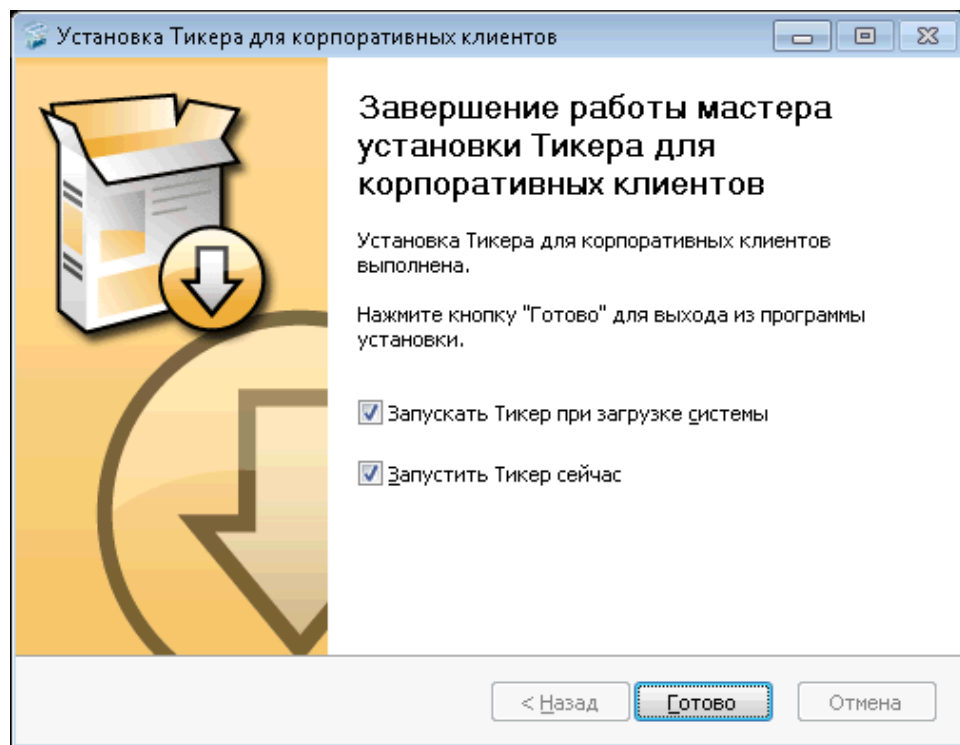 Установка Тикера для корпоративных клиентов
Завершение работы мастера
установки Тикера для
корпоративных клиентов
Установка Тикера для корпоративных клиентов
выполнена.
Нажмите кнопку "Готово" для выхода из программы
установки.
Запускать Тикер при загрузке системы
Запустить Тикер сейчас
< Назад
Готово
Отмена